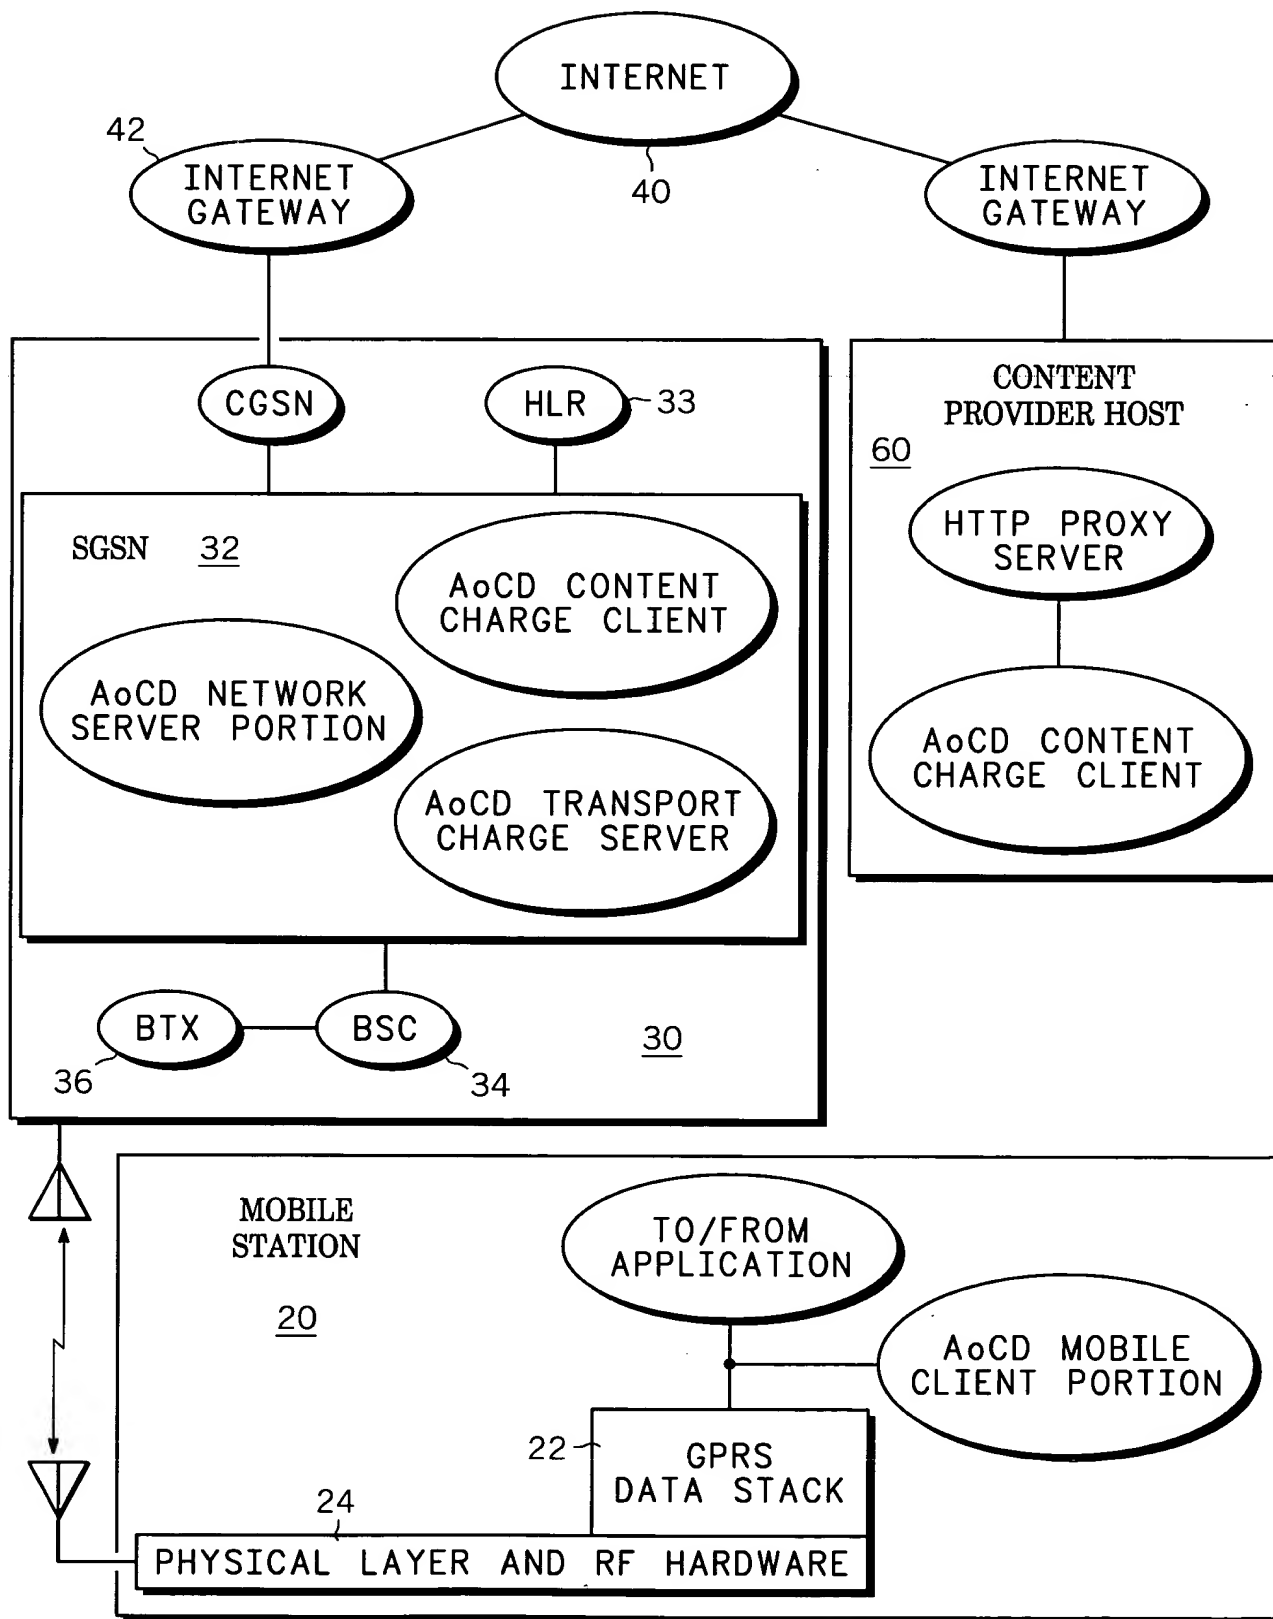 INTERNET
40
42
INTERNET
GATEWAY
INTERNET
GATEWAY
CGSN
HLR
33
CONTENT
PROVIDER HOST
60
HTTP PROXY
SERVER
AoCD CONTENT
CHARGE CLIENT
SGSN 32
AoCD CONTENT
CHARGE CLIENT
AoCD NETWORK
SERVER PORTION
AoCD TRANSPORT
CHARGE SERVER
BTX
36
BSC
34
30
MOBILE
STATION
20
TO/FROM
APPLICATION
AoCD MOBILE
CLIENT PORTION
22
GPRS
DATA STACK
24
PHYSICAL LAYER AND RF HARDWARE